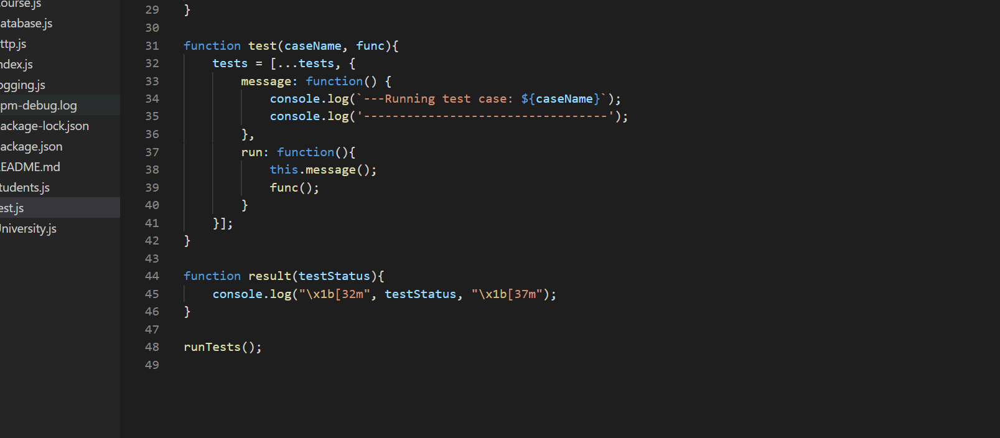 ourse.js
atabase.js
ttp.js
ndex.js
ogging.js
pm-debug.log
ackage-lock.json
ackage.json
EADME.md
tudents.js
est.js
niversity.js
29 }
30
31 function test(caseName, func){
32 tests = [...tests, {
33 message: function() {
34 console.log(`---Running test case: ${caseName}`);
35 console.log('----------------------------------');
36 },
37 run: function(){
38 this.message();
39 func();
40 }
41 }];
42 }
43
44 function result(testStatus){
45 console.log("\x1b[32m", testStatus, "\x1b[37m");
46 }
47
48 runTests();
49